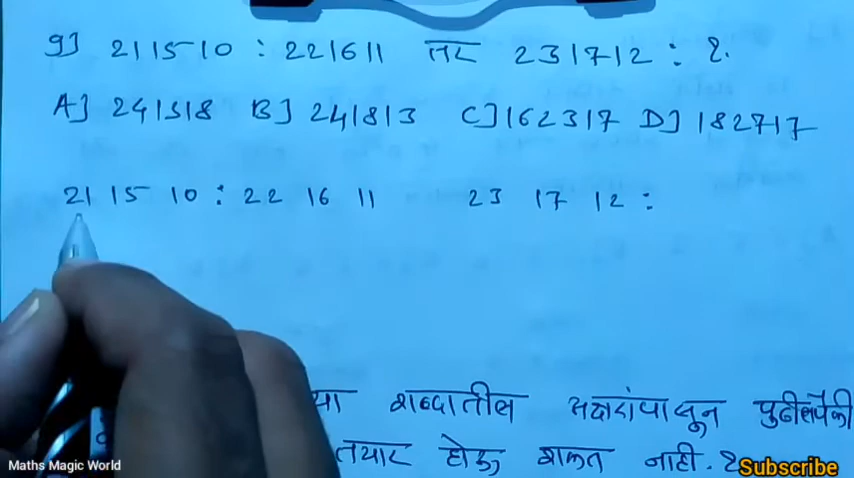 9] 211510 : 221611 तर 231712 : ?.
A] 241318 B] 241813 C] 162317 D] 182717
21 15 10 : 22 16 11 23 17 12 :
या शब्दातील अक्षरांपासून पुढीलपैकी
तयार होऊ शकत नाही. ?
Maths Magic World
Subscribe